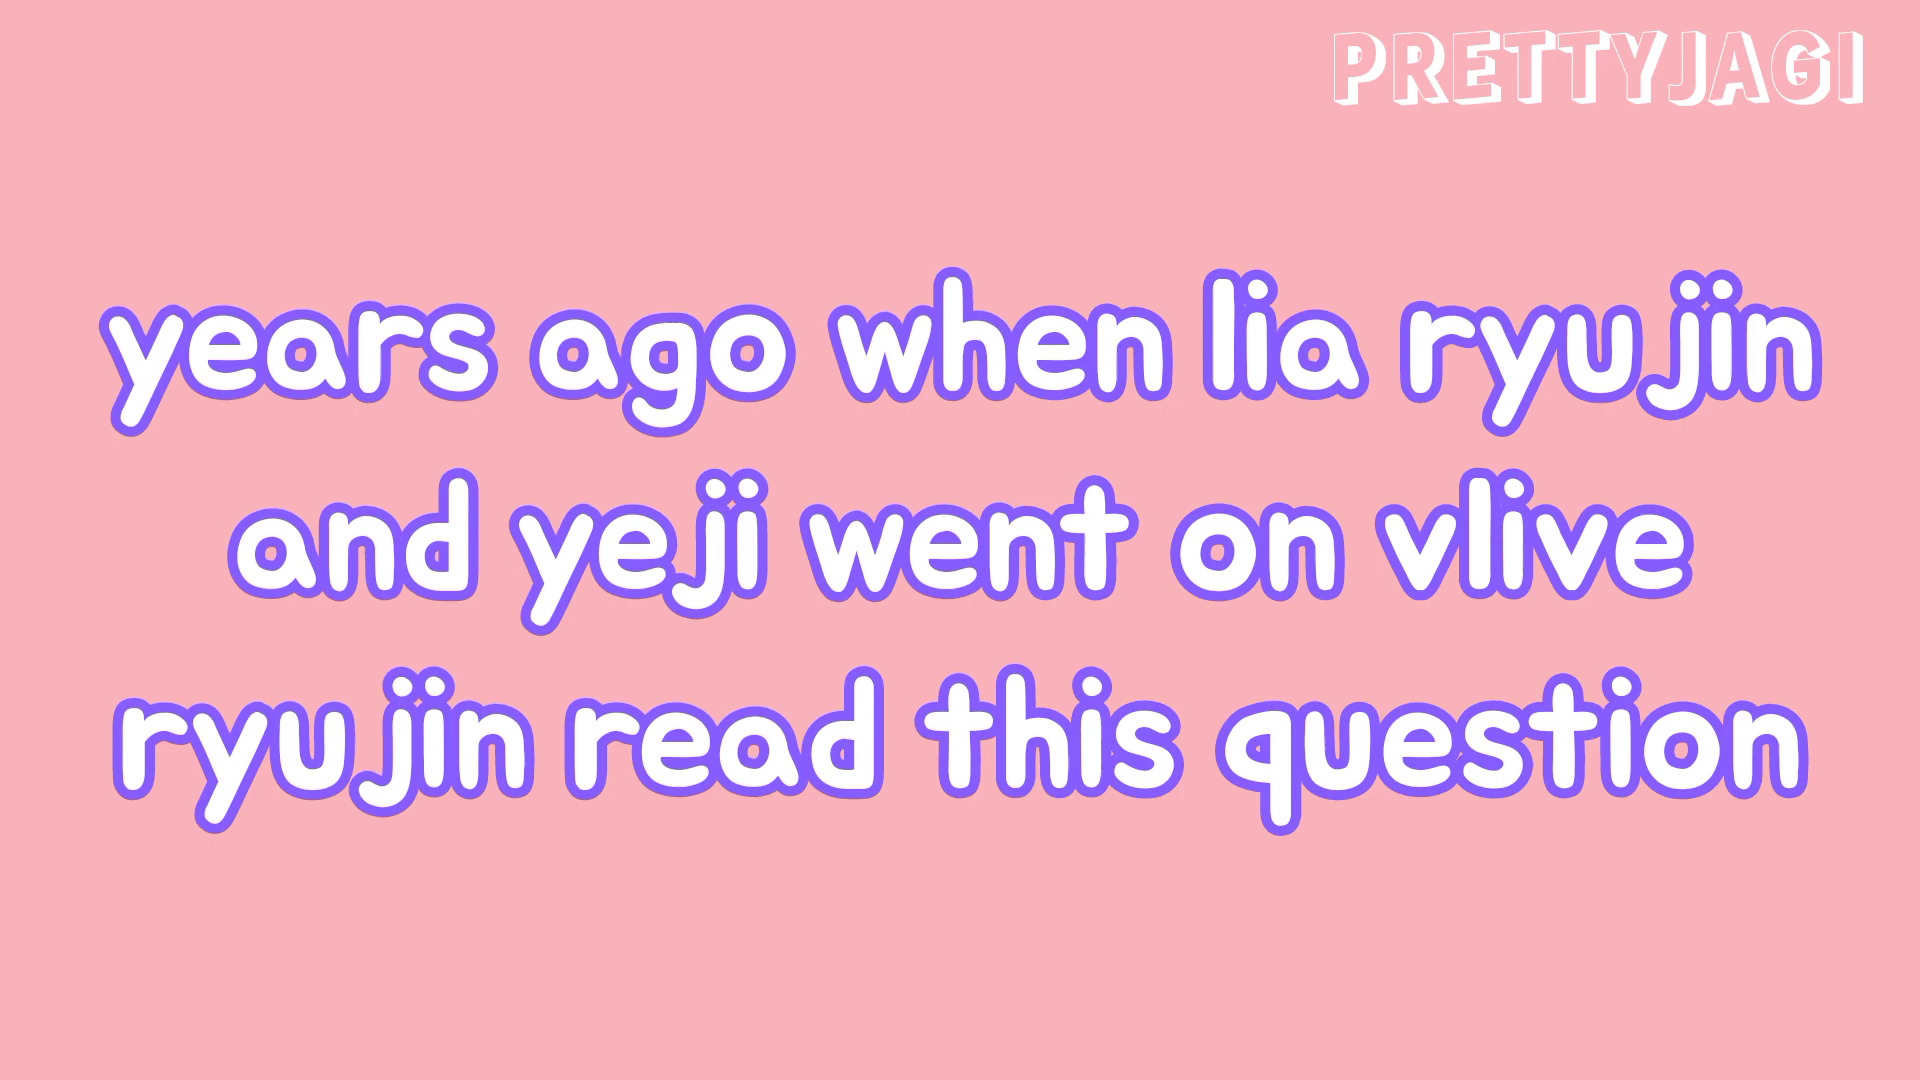 PRETTYJAGI
years ago when lia ryujin
and yeji went on vlive
ryujin read this question